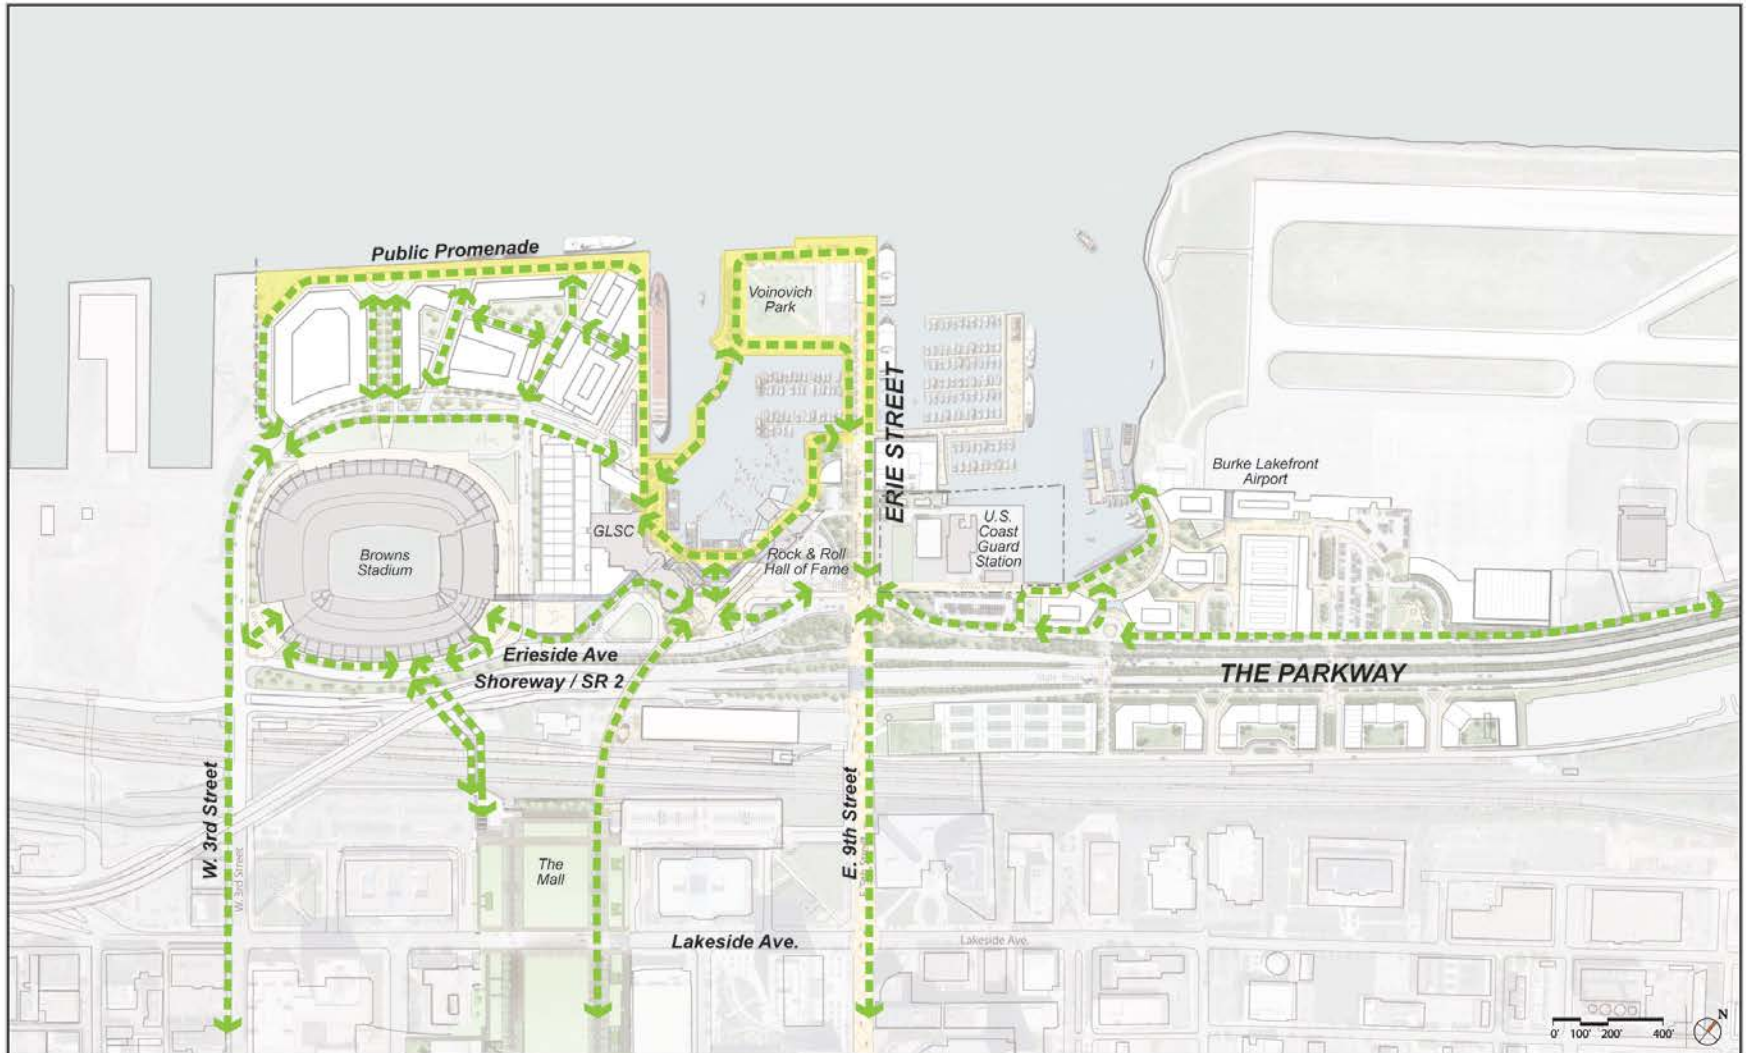 Public Promenade
Voinovich
Park
ERIE STREET
Burke Lakefront
Airport
U.S.
Coast
Guard
Station
GLSC
Browns
Stadium
Rock & Roll
Hall of Fame
Erieside Ave
Shoreway / SR 2
THE PARKWAY
W. 3rd Street
W. 3rd Street
E. 9th Street
The
Mall
Lakeside Ave.
Lakeside Ave.
N
0' 100' 200' 400'